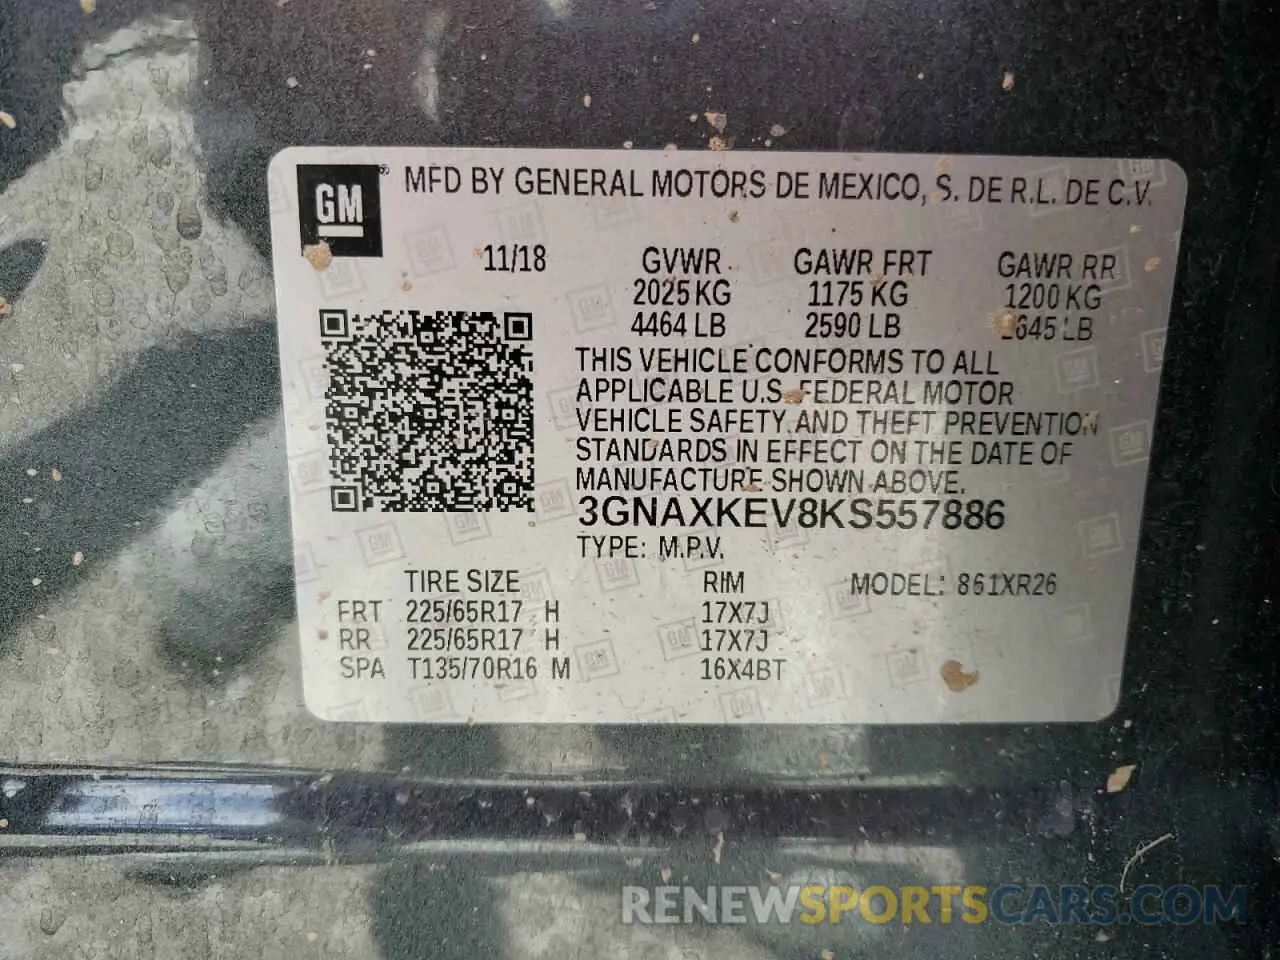 GM
MFD BY GENERAL MOTORS DE MEXICO, S. DE R.L. DE C.V.
11/18 GVWR GAWR FRT GAWR RR
2025 KG 1175 KG 1200 KG
4464 LB 2590 LB 2645 LB
THIS VEHICLE CONFORMS TO ALL
APPLICABLE U.S. FEDERAL MOTOR
VEHICLE SAFETY AND THEFT PREVENTION
STANDARDS IN EFFECT ON THE DATE OF
MANUFACTURE SHOWN ABOVE.
3GNAXKEV8KS557886
TYPE: M.P.V.
TIRE SIZE RIM MODEL: 861XR26
FRT 225/65R17 H 17X7J
RR 225/65R17 H 17X7J
SPA T135/70R16 M 16X4BT
RENEWSPORTSCARS.COM